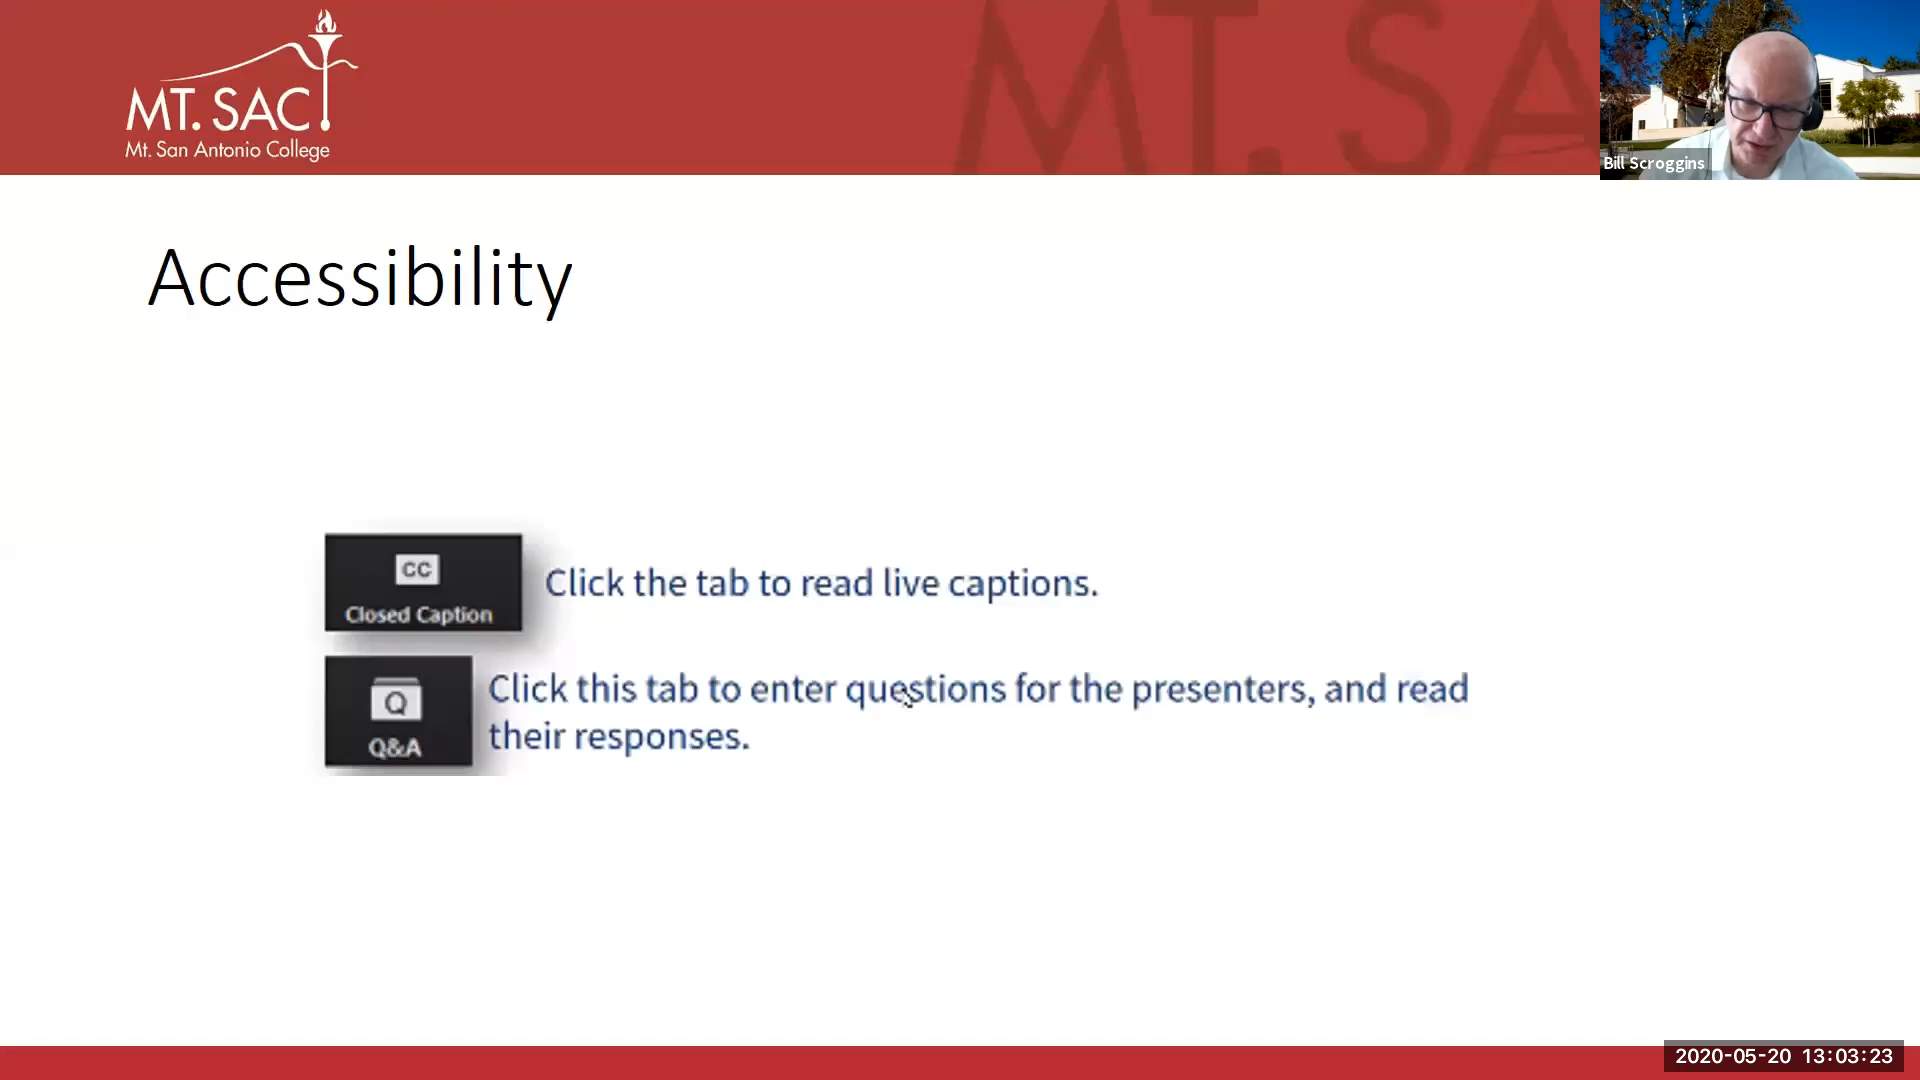 MT. SAC
Mt. San Antonio College
MT. SA
Bill Scroggins
Accessibility
CC
Closed Caption
Click the tab to read live captions.
Q
Q&A
Click this tab to enter questions for the presenters, and read
their responses.
2020-05-20 13:03:23